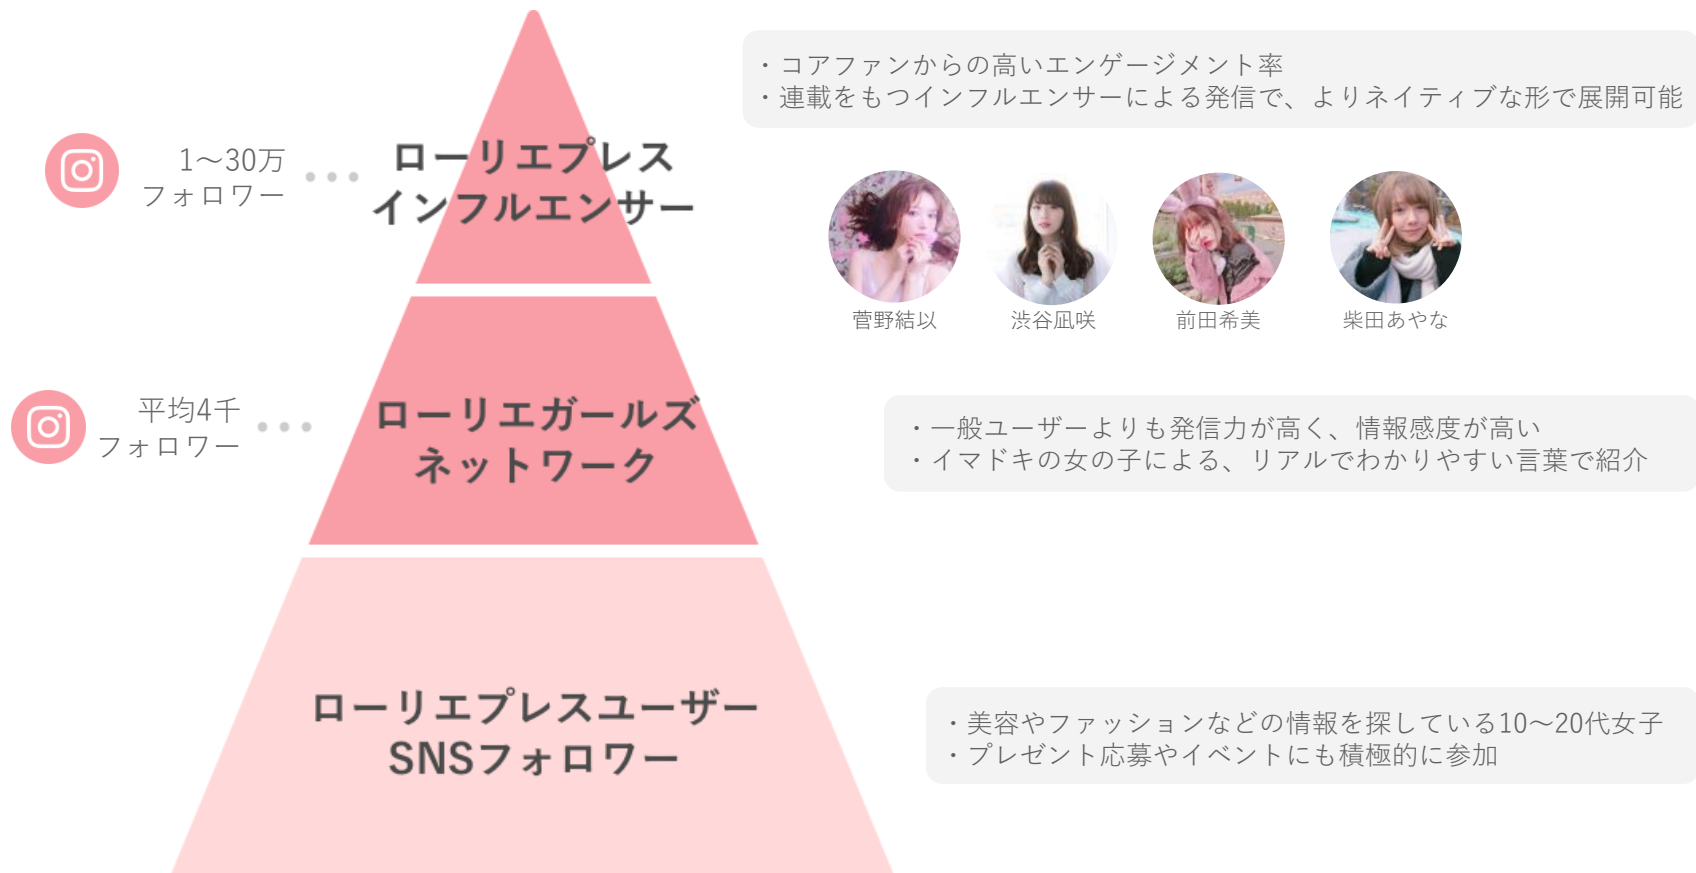 ・コアファンからの高いエンゲージメント率
・連載をもつインフルエンサーによる発信で、よりネイティブな形で展開可能
1〜30万
フォロワー
ローリエプレス
インフルエンサー
菅野結以
渋谷凪咲
前田希美
柴田あやな
平均4千
フォロワー
ローリエガールズ
ネットワーク
・一般ユーザーよりも発信力が高く、情報感度が高い
・イマドキの女の子による、リアルでわかりやすい言葉で紹介
ローリエプレスユーザー
SNSフォロワー
・美容やファッションなどの情報を探している10〜20代女子
・プレゼント応募やイベントにも積極的に参加